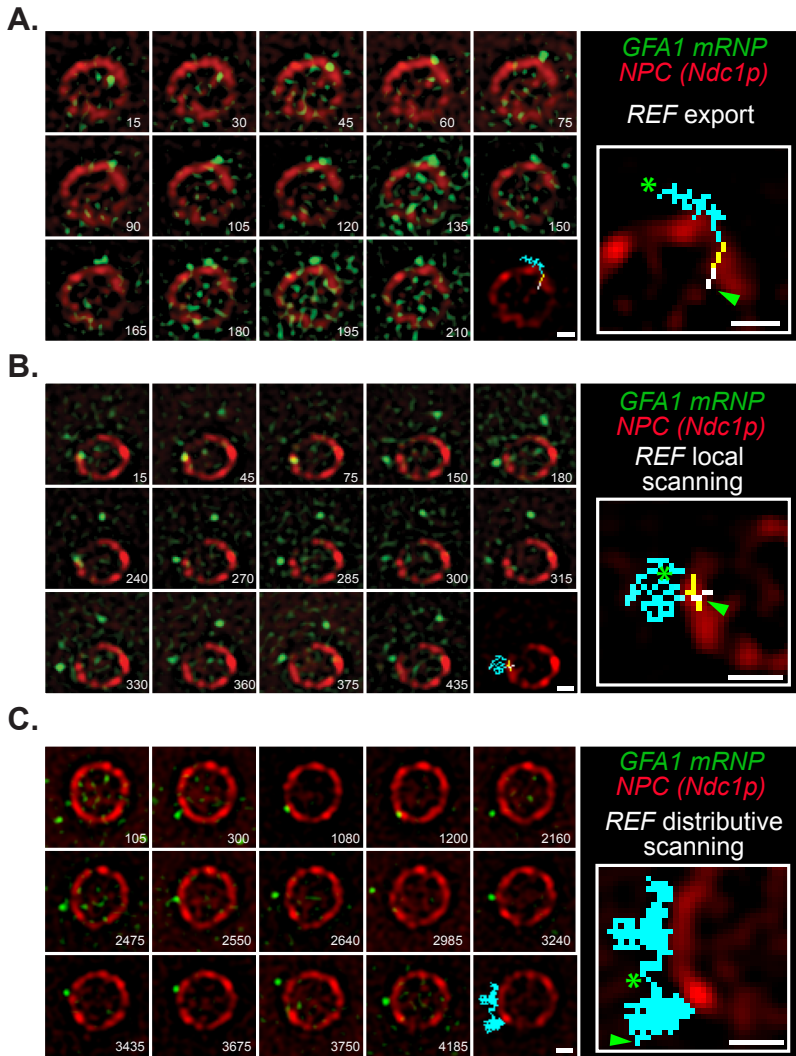 A.
GFA1 mRNP
NPC (Ndc1p)
REF export
15 30 45 60 75
90 105 120 135 150
165 180 195 210
*
B.
GFA1 mRNP
NPC (Ndc1p)
REF local
scanning
15 45 75 150 180
240 270 285 300 315
330 360 375 435
*
C.
GFA1 mRNP
NPC (Ndc1p)
REF distributive
scanning
105 300 1080 1200 2160
2475 2550 2640 2985 3240
3435 3675 3750 4185
*